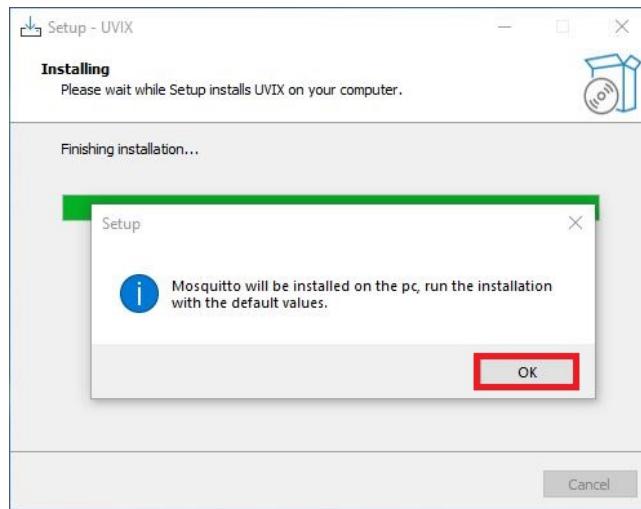 Setup - UVIX
Installing
Please wait while Setup installs UVIX on your computer.
Finishing installation...
Setup
Mosquitto will be installed on the pc, run the installation
with the default values.
OK
Cancel